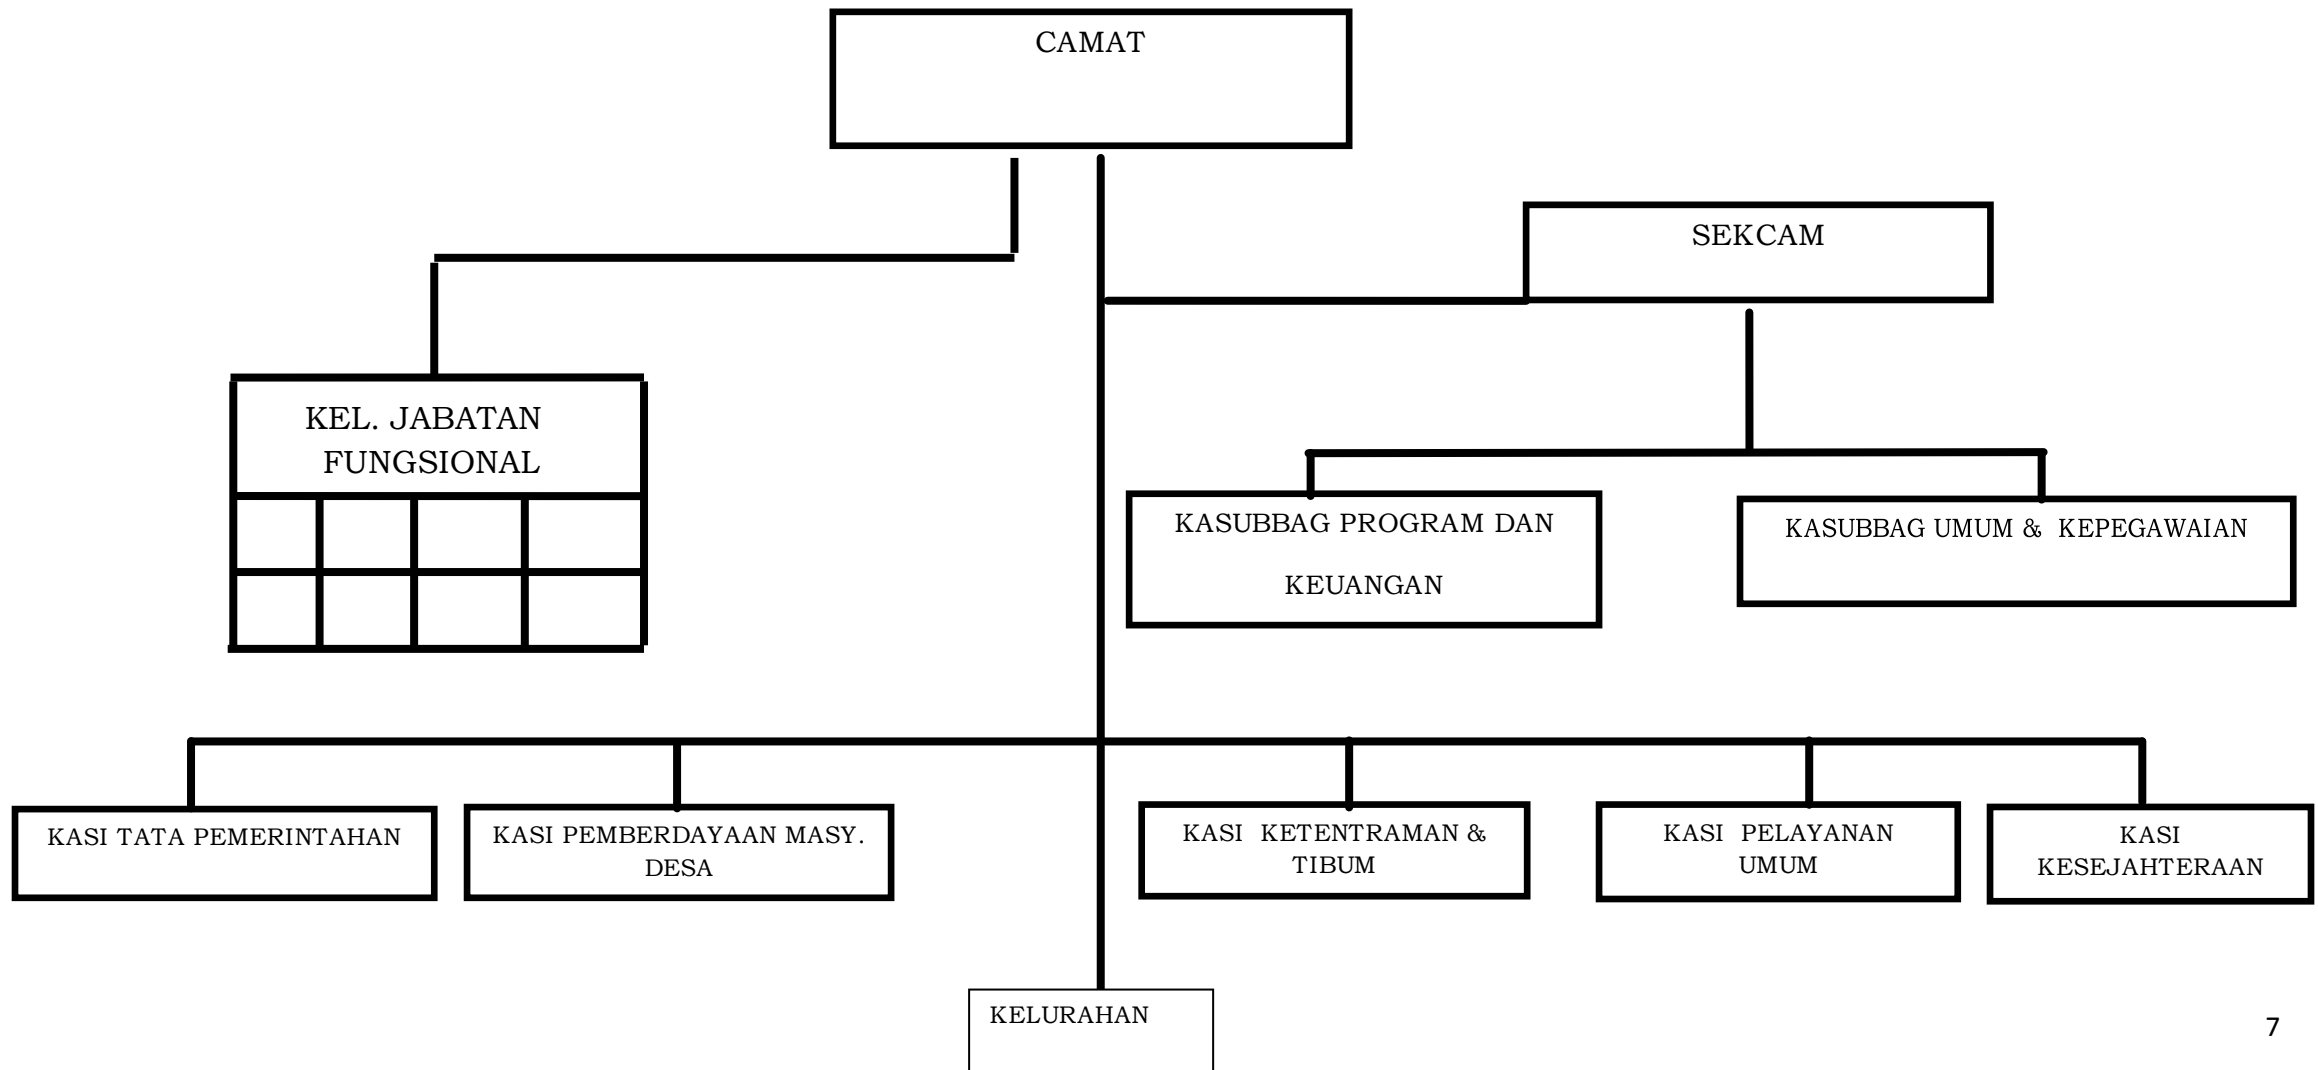 CAMAT
SEKCAM
KEL. JABATAN
FUNGSIONAL
KASUBBAG PROGRAM DAN
KEUANGAN
KASUBBAG UMUM & KEPEGAWAIAN
KASI TATA PEMERINTAHAN
KASI PEMBERDAYAAN MASY.
DESA
KASI KETENTRAMAN &
TIBUM
KASI PELAYANAN
UMUM
KASI
KESEJAHTERAAN
KELURAHAN
7